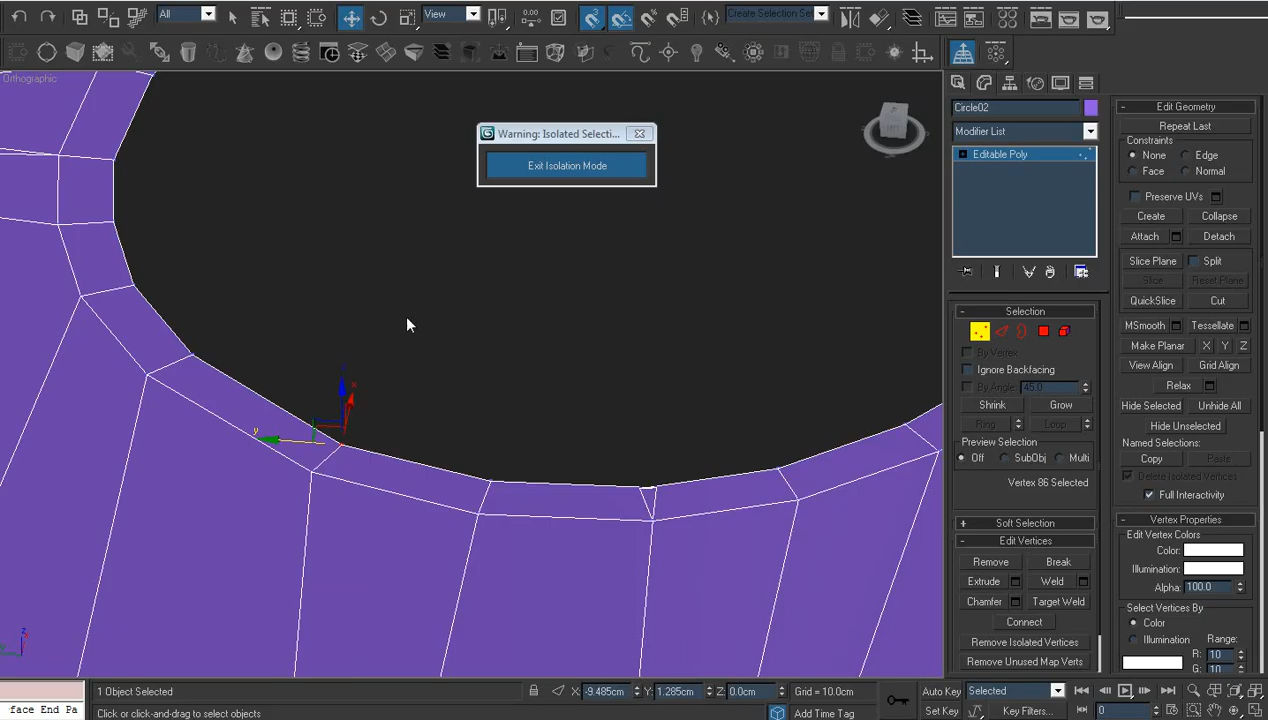 All
View
Create Selection Set
Orthographic
Warning: Isolated Selecti...
Exit Isolation Mode
Circle02
Modifier List
Editable Poly
Edit Geometry
Repeat Last
Constraints
None Edge
Face Normal
Preserve UVs
Create Collapse
Attach Detach
Slice Plane Split
Slice Reset Plane
QuickSlice Cut
MSmooth Tessellate
Make Planar X Y Z
View Align Grid Align
Relax
Hide Selected Unhide All
Hide Unselected
Named Selections:
Copy Paste
Delete Isolated Vertices
Full Interactivity
Selection
By Vertex
Ignore Backfacing
By Angle: 45.0
Shrink Grow
Ring Loop
Preview Selection
Off SubObj Multi
Vertex 86 Selected
Soft Selection
Edit Vertices
Remove Break
Extrude Weld
Chamfer Target Weld
Connect
Remove Isolated Vertices
Remove Unused Map Verts
Vertex Properties
Edit Vertex Colors
Color:
Illumination:
Alpha: 100.0
Select Vertices By
Color
Illumination Range:
R: 10
G: 10
x
y
z
1 Object Selected X: -9.485cm Y: 1.285cm Z: 0.0cm Grid = 10.0cm Auto Key Selected
face End Pa Click or click-and-drag to select objects Add Time Tag Set Key Key Filters... 0